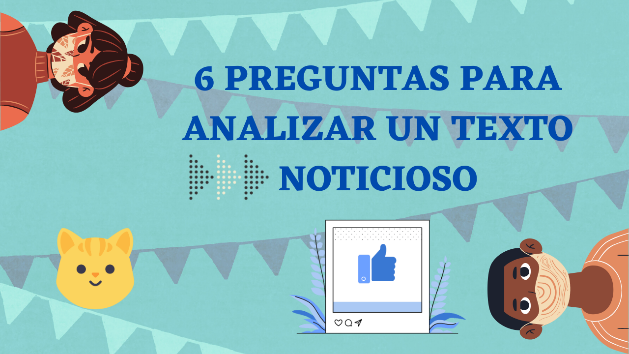 6 PREGUNTAS PARA
ANALIZAR UN TEXTO
NOTICIOSO